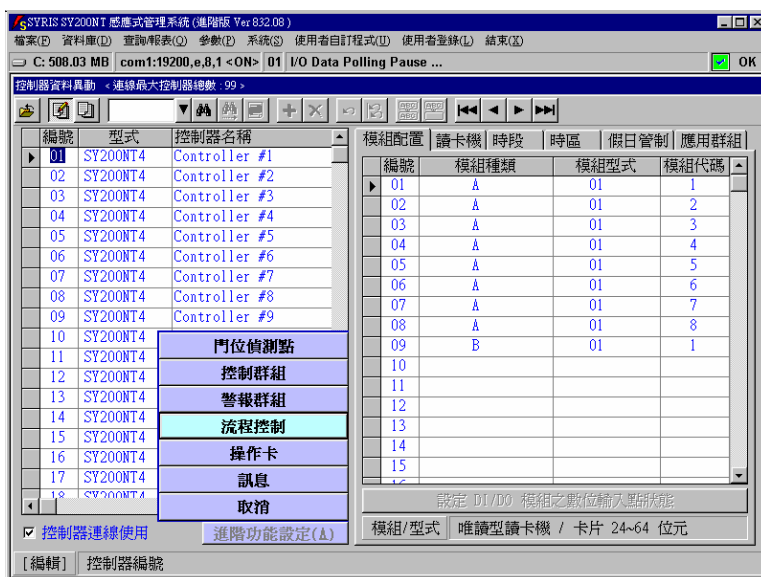 SYRIS SY200NT 感應式管理系統 (進階版 Ver 832.08 )
檔案(F) 資料庫(D) 查詢/報表(Q) 參數(P) 系統(S) 使用者自訂程式(U) 使用者登錄(L) 結束(X)
C: 508.03 MB com1:19200,e,8,1 <ON> 01 I/O Data Polling Pause ... OK
控制器資料異動 < 連線最大控制器總數 : 99 >
編號 型式 控制器名稱
01 SY200NT4 Controller #1
02 SY200NT4 Controller #2
03 SY200NT4 Controller #3
04 SY200NT4 Controller #4
05 SY200NT4 Controller #5
06 SY200NT4 Controller #6
07 SY200NT4 Controller #7
08 SY200NT4 Controller #8
09 SY200NT4 Controller #9
10 SY200NT4
11 SY200NT4
12 SY200NT4
13 SY200NT4
14 SY200NT4
15 SY200NT4
16 SY200NT4
17 SY200NT4
18 SY200NT4
門位偵測點
控制群組
警報群組
流程控制
操作卡
訊息
取消
控制器連線使用 進階功能設定(A)
模組配置 讀卡機 時段 時區 假日管制 應用群組
編號 模組種類 模組型式 模組代碼
01 A 01 1
02 A 01 2
03 A 01 3
04 A 01 4
05 A 01 5
06 A 01 6
07 A 01 7
08 A 01 8
09 B 01 1
10
11
12
13
14
15
16
設定 DI/DO 模組之數位輸入點狀態
模組/型式 唯讀型讀卡機 / 卡片 24~64 位元
[編輯] 控制器編號